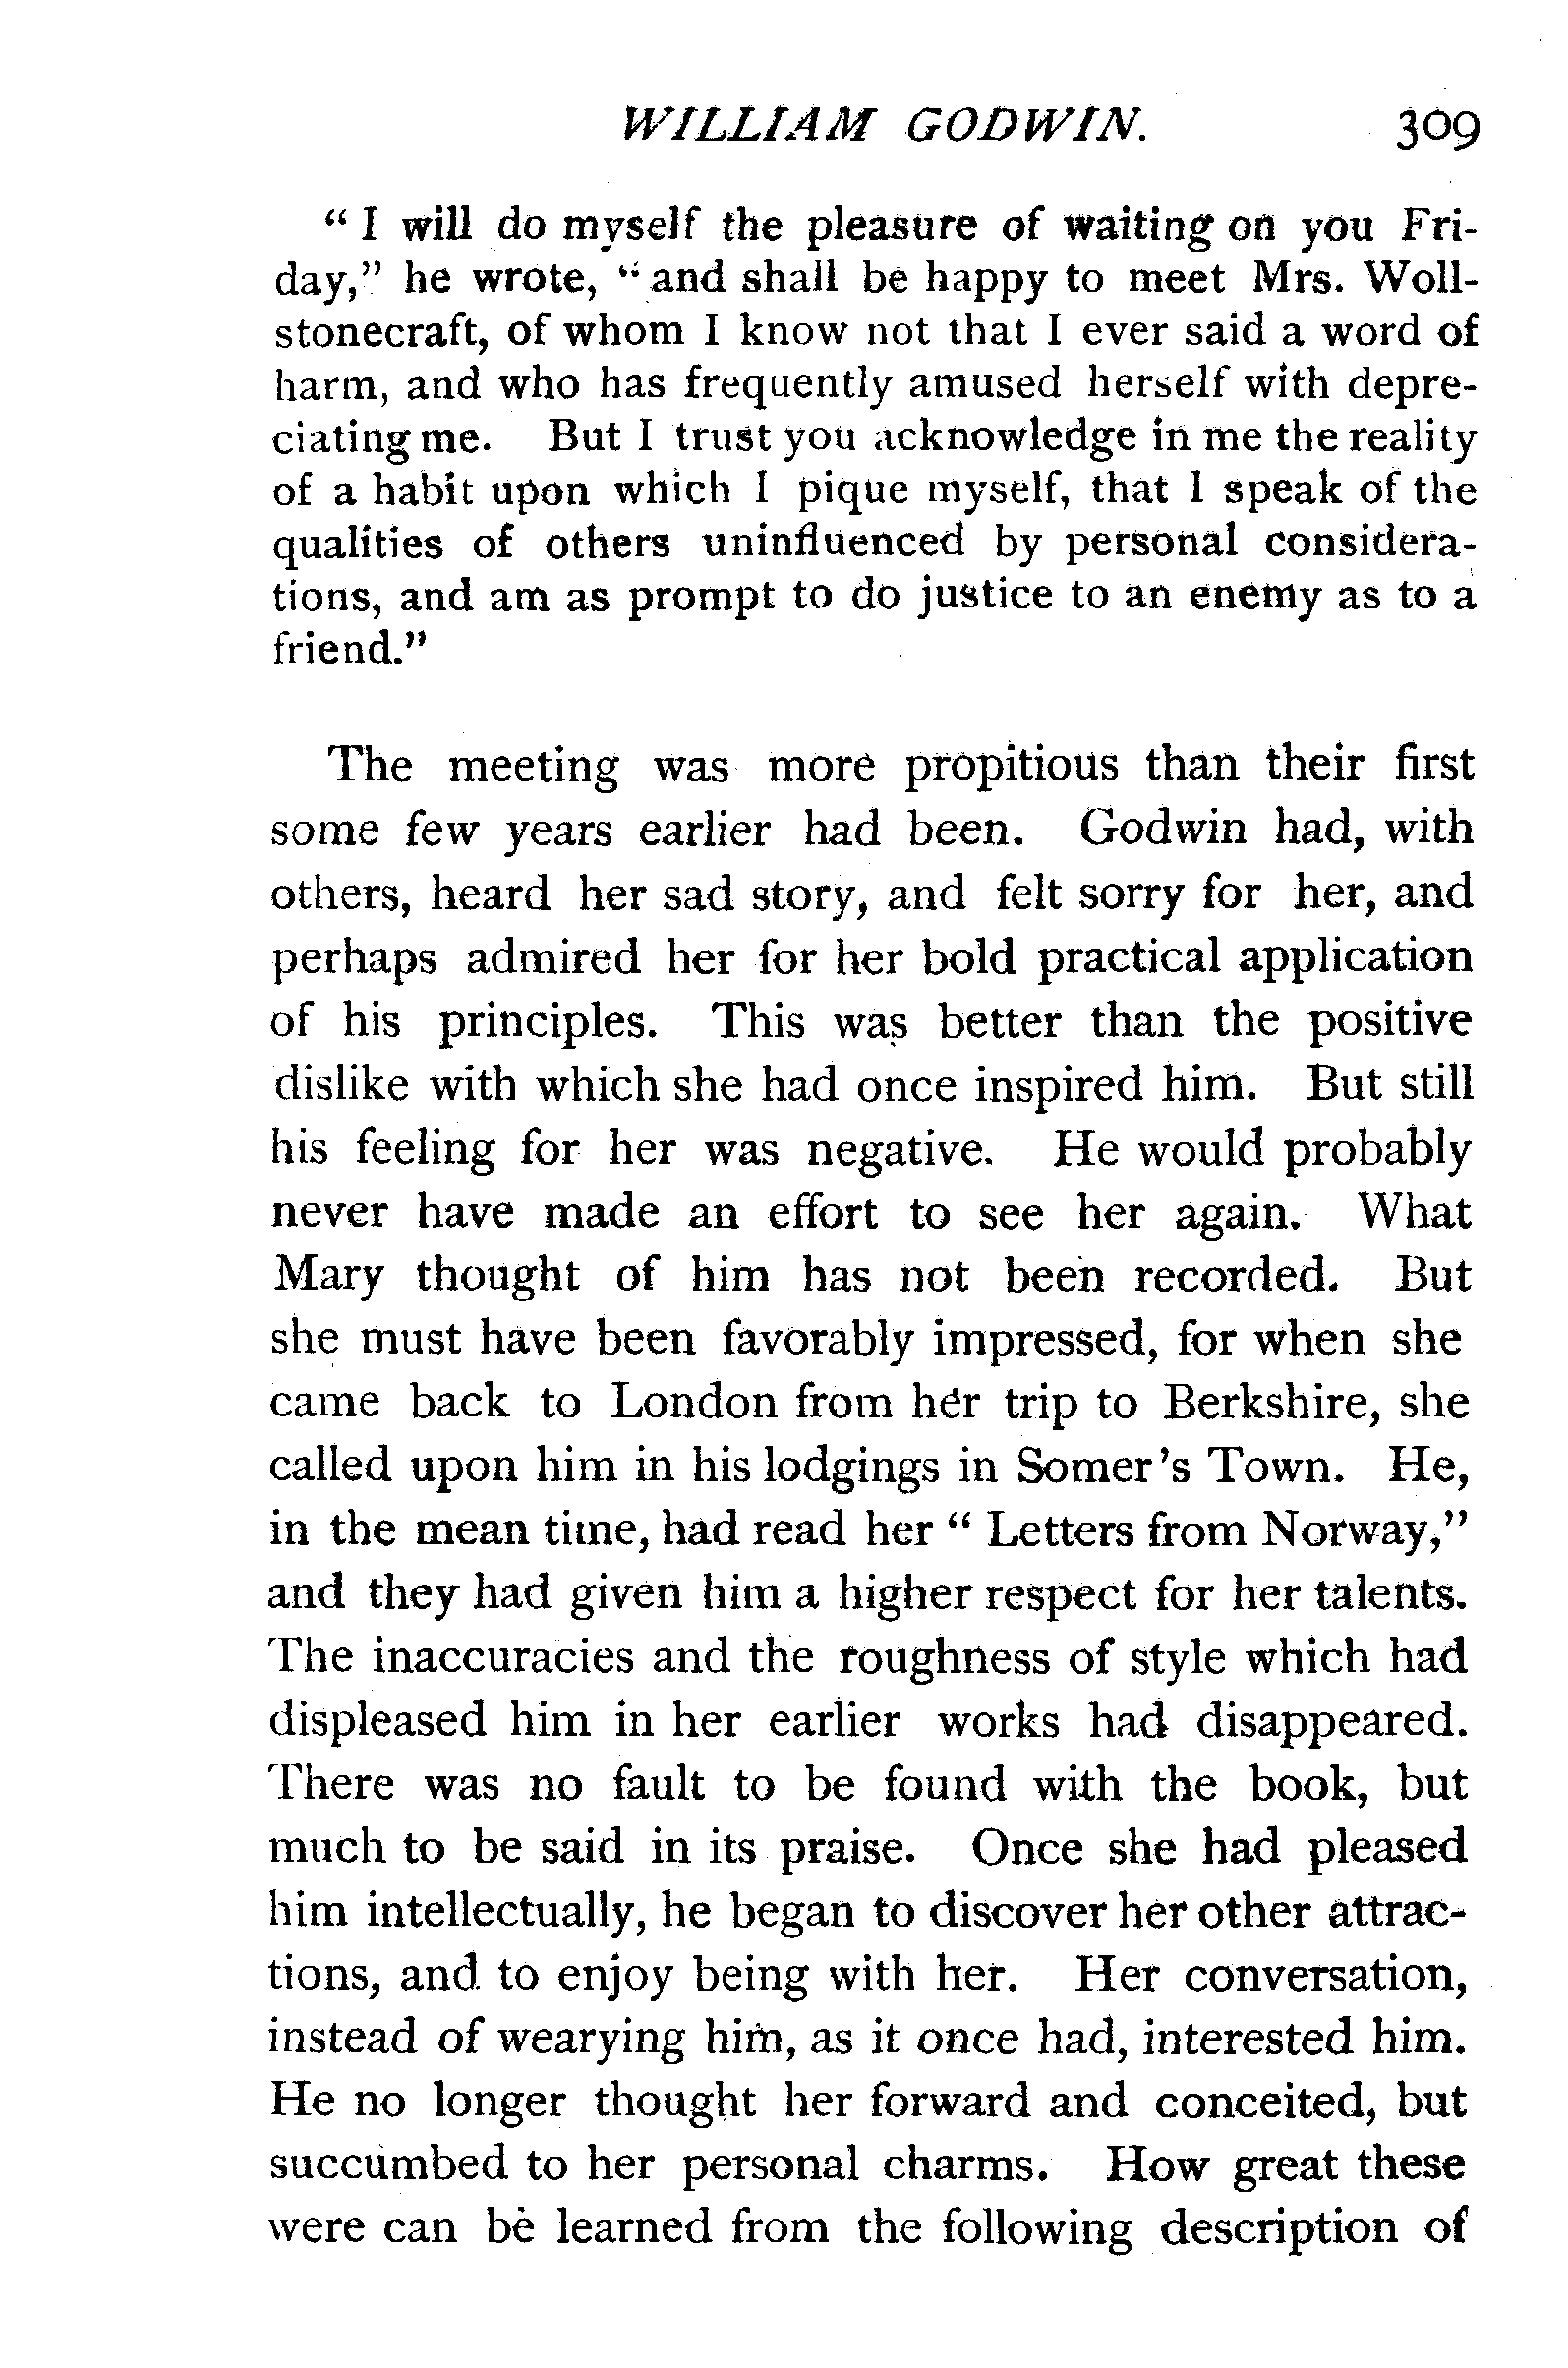 WILLIAM GODWIN. 309
“ I will do myself the pleasure of waiting on you Fri-
day,” he wrote, “ and shall be happy to meet Mrs. Woll-
stonecraft, of whom I know not that I ever said a word of
harm, and who has frequently amused herself with depre-
ciating me. But I trust you acknowledge in me the reality
of a habit upon which I pique myself, that I speak of the
qualities of others uninfluenced by personal considera-
tions, and am as prompt to do justice to an enemy as to a
friend.”
The meeting was more propitious than their first
some few years earlier had been. Godwin had, with
others, heard her sad story, and felt sorry for her, and
perhaps admired her for her bold practical application
of his principles. This was better than the positive
dislike with which she had once inspired him. But still
his feeling for her was negative. He would probably
never have made an effort to see her again. What
Mary thought of him has not been recorded. But
she must have been favorably impressed, for when she
came back to London from her trip to Berkshire, she
called upon him in his lodgings in Somer's Town. He,
in the mean time, had read her “ Letters from Norway,”
and they had given him a higher respect for her talents.
The inaccuracies and the roughness of style which had
displeased him in her earlier works had disappeared.
There was no fault to be found with the book, but
much to be said in its praise. Once she had pleased
him intellectually, he began to discover her other attrac-
tions, and to enjoy being with her. Her conversation,
instead of wearying him, as it once had, interested him.
He no longer thought her forward and conceited, but
succumbed to her personal charms. How great these
were can be learned from the following description of